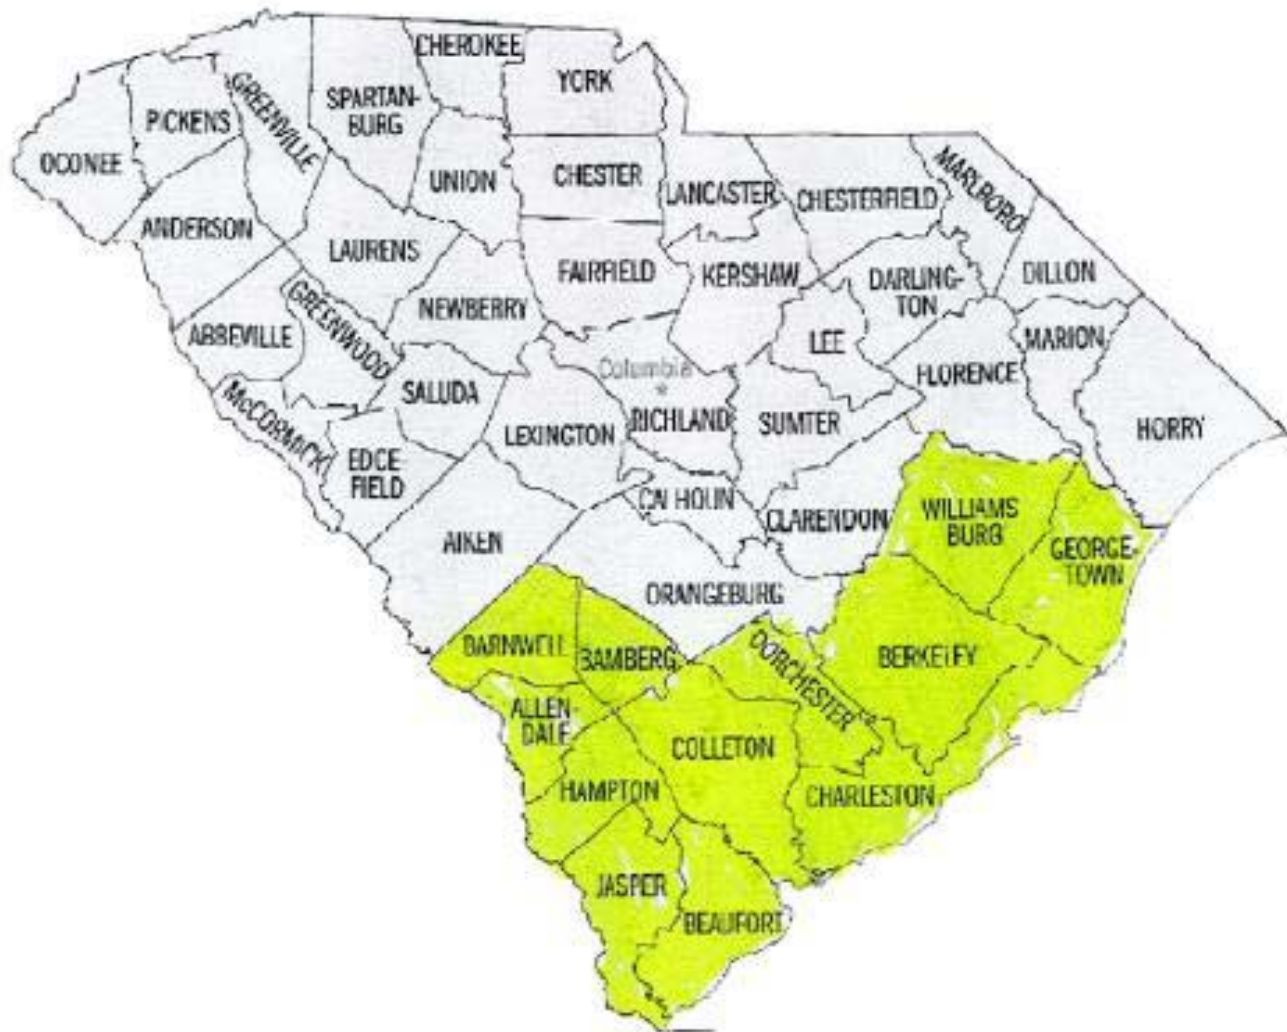 CHEROKEE
YORK
GREENVILLE
SPARTAN-
BURG
PICKENS
OCONEE
UNION
CHESTER
LANCASTER
CHESTERFIELD
MARLBORO
ANDERSON
LAURENS
FAIRFIELD
KERSHAW
DARLING-
TON
DILLON
NEWBERRY
GREENWOOD
ABBEVILLE
LEE
MARION
Columbia
FLORENCE
SALUDA
McCORMICK
RICHLAND
SUMTER
HORRY
LEXINGTON
EDGE-
FIELD
CALHOUN
CLARENDON
WILLIAMS
BURG
AIKEN
GEORGE-
TOWN
ORANGEBURG
BARNWELL
BAMBERG
DORCHESTER
BERKELEY
ALLEN-
DALE
COLLETON
HAMPTON
CHARLESTON
JASPER
BEAUFORT